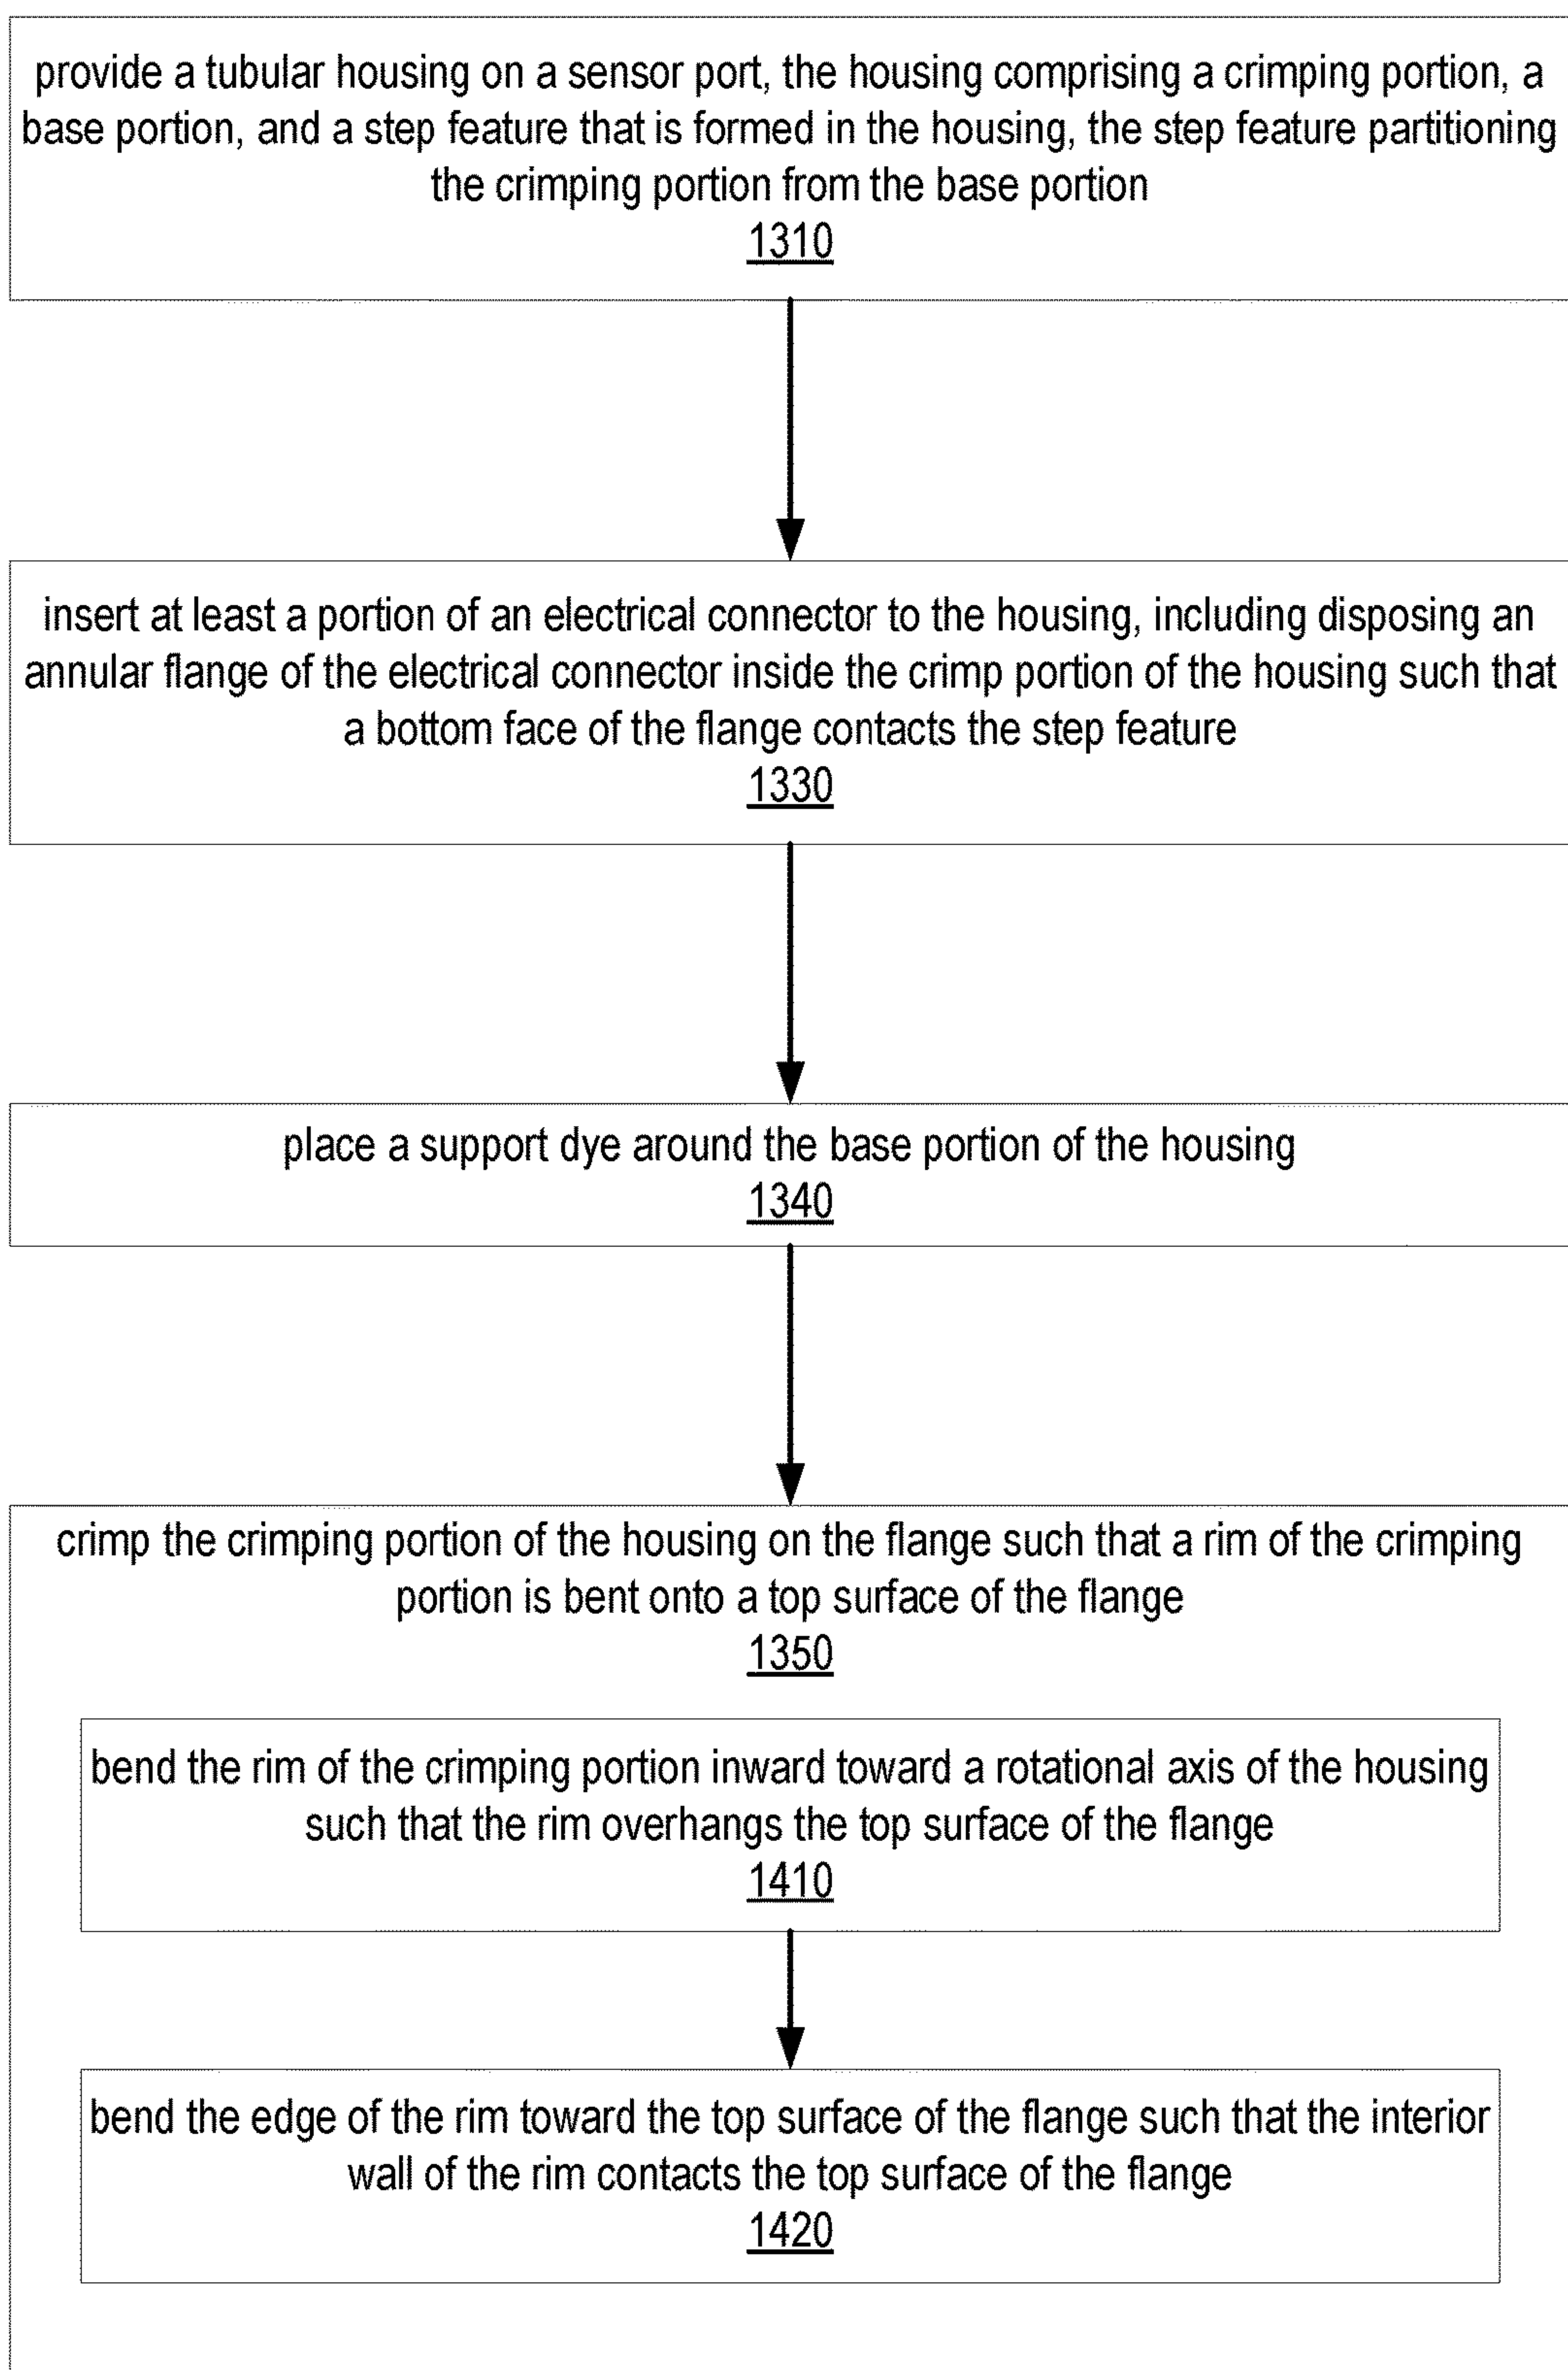 provide a tubular housing on a sensor port, the housing comprising a crimping portion, a
base portion, and a step feature that is formed in the housing, the step feature partitioning
the crimping portion from the base portion
1310
insert at least a portion of an electrical connector to the housing, including disposing an
annular flange of the electrical connector inside the crimp portion of the housing such that
a bottom face of the flange contacts the step feature
1330
place a support dye around the base portion of the housing
1340
crimp the crimping portion of the housing on the flange such that a rim of the crimping
portion is bent onto a top surface of the flange
1350
bend the rim of the crimping portion inward toward a rotational axis of the housing
such that the rim overhangs the top surface of the flange
1410
bend the edge of the rim toward the top surface of the flange such that the interior
wall of the rim contacts the top surface of the flange
1420